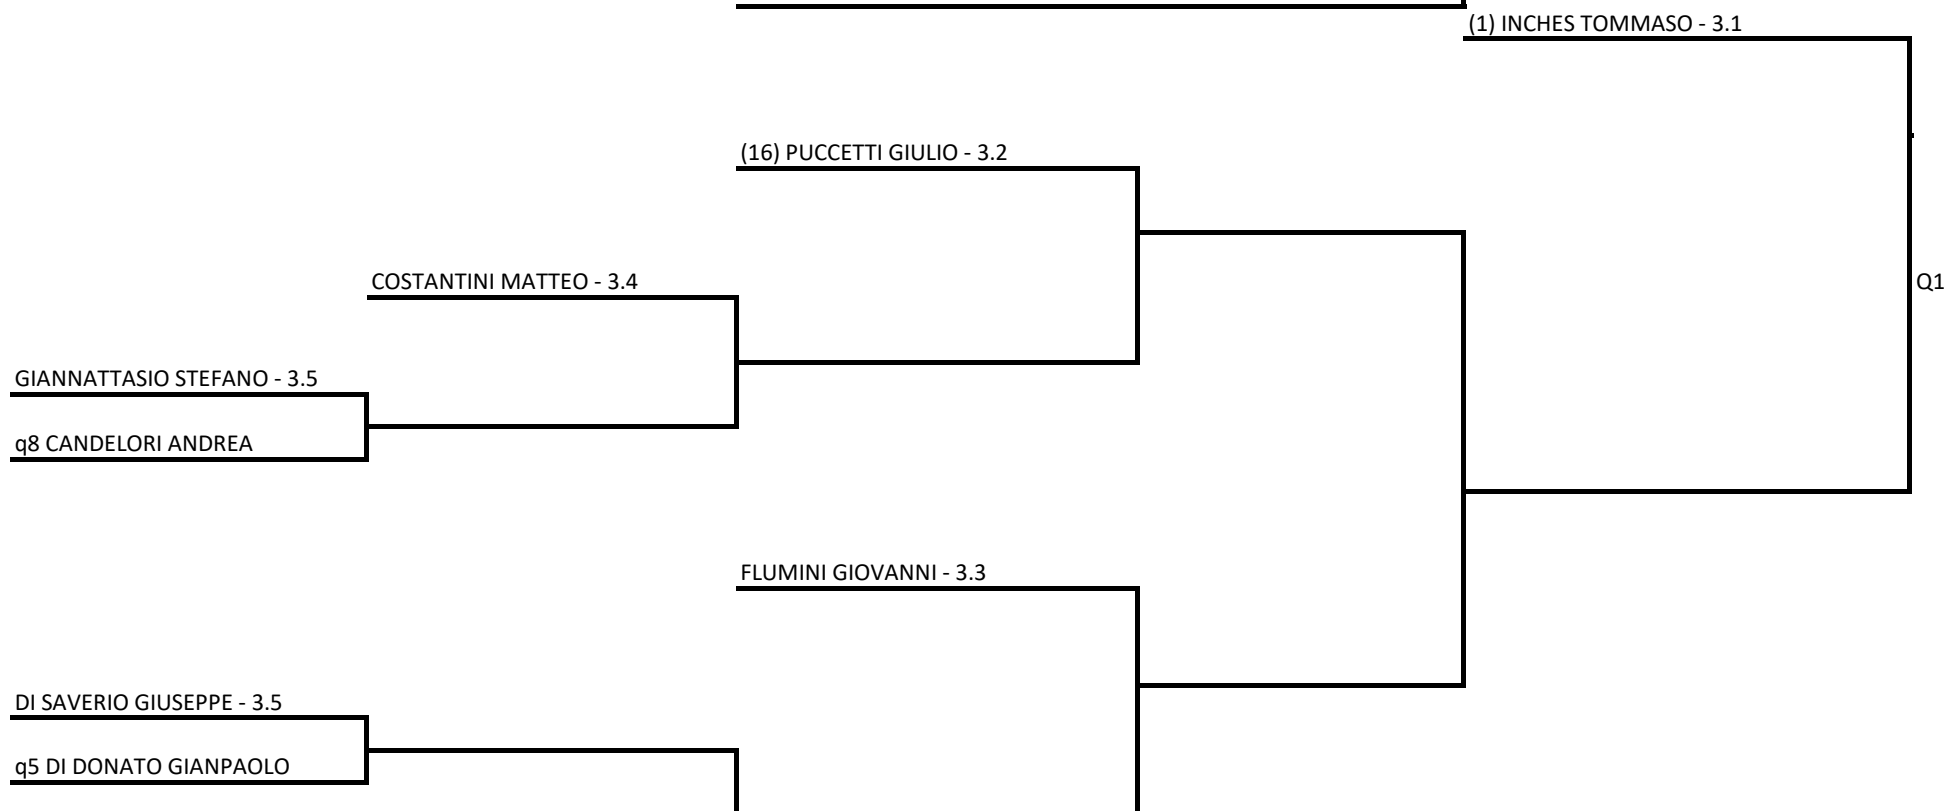 (1) INCHES TOMMASO - 3.1
(16) PUCCETTI GIULIO - 3.2
COSTANTINI MATTEO - 3.4
Q1
GIANNATTASIO STEFANO - 3.5
q8 CANDELORI ANDREA
FLUMINI GIOVANNI - 3.3
DI SAVERIO GIUSEPPE - 3.5
q5 DI DONATO GIANPAOLO